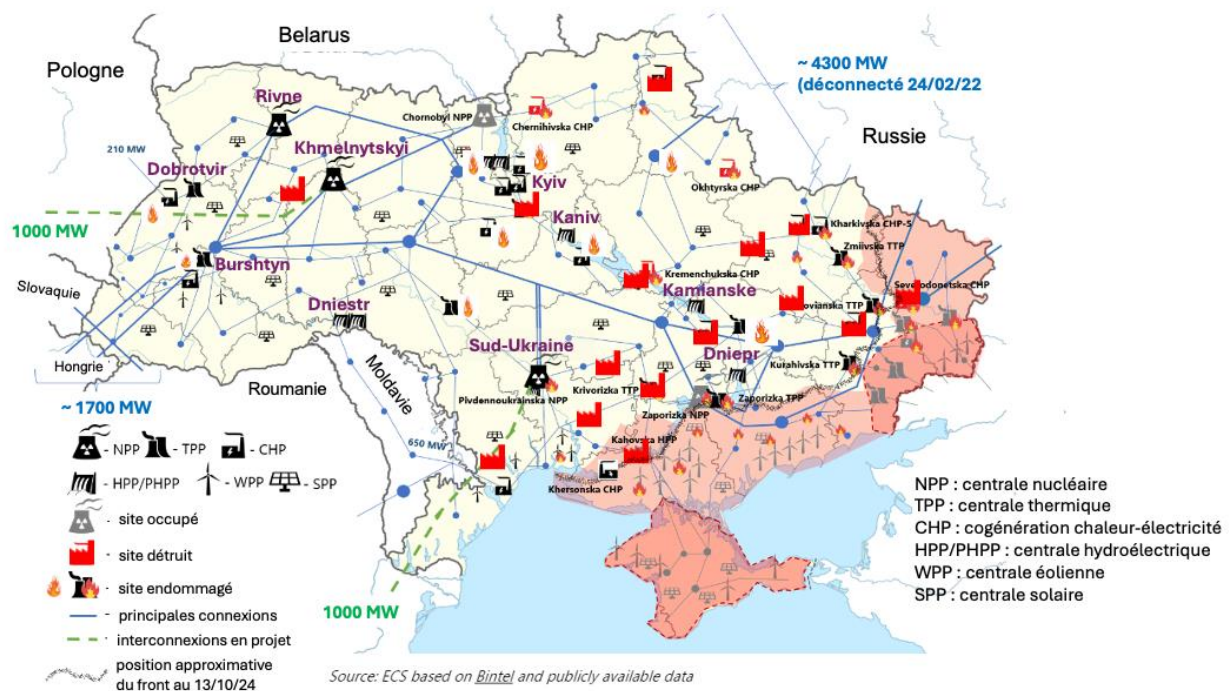 Belarus
Pologne
~ 4300 MW
(déconnecté 24/02/22
Rivne
Chornobyl NPP
Chernihivska CHP
Russie
Khmelnytskyi
210 MW
Dobrotvir
Kyiv
Okhtyrska CHP
Kaniv
1000 MW
Kharkivska CHP-5
Zmiivska TTP
Burshtyn
Kremenchukska CHP
Slovaquie
Kamianske
Severodonetska CHP
ovianska TTP
Dniestr
Sud-Ukraine
Dniepr
Hongrie
Roumanie
Moldavie
Kurahivska TTP
Krivorizka TTP
Pivdennoukrainska NPP
Zaporizka NPP
Zaporizka TPP
~ 1700 MW
650 MW
Kahovska HPP
Khersonska CHP
- NPP - TPP - CHP
- HPP/PHPP - WPP - SPP
- site occupé
- site détruit
- site endommagé
- principales connexions
- interconnexions en projet
position approximative
du front au 13/10/24
1000 MW
NPP : centrale nucléaire
TPP : centrale thermique
CHP : cogénération chaleur-électricité
HPP/PHPP : centrale hydroélectrique
WPP : centrale éolienne
SPP : centrale solaire
Source: ECS based on Bintel and publicly available data